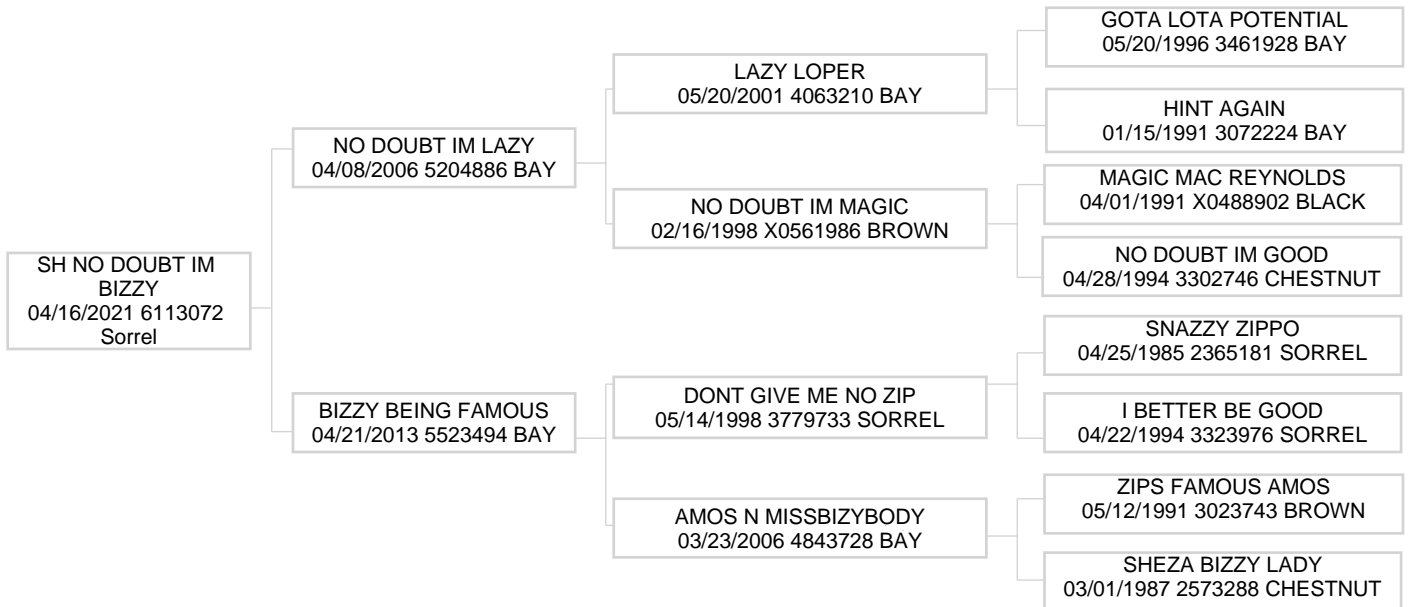 SH NO DOUBT IM
BIZZY
04/16/2021 6113072
Sorrel
NO DOUBT IM LAZY
04/08/2006 5204886 BAY
BIZZY BEING FAMOUS
04/21/2013 5523494 BAY
LAZY LOPER
05/20/2001 4063210 BAY
NO DOUBT IM MAGIC
02/16/1998 X0561986 BROWN
DONT GIVE ME NO ZIP
05/14/1998 3779733 SORREL
AMOS N MISSBIZYBODY
03/23/2006 4843728 BAY
GOTA LOTA POTENTIAL
05/20/1996 3461928 BAY
HINT AGAIN
01/15/1991 3072224 BAY
MAGIC MAC REYNOLDS
04/01/1991 X0488902 BLACK
NO DOUBT IM GOOD
04/28/1994 3302746 CHESTNUT
SNAZZY ZIPPO
04/25/1985 2365181 SORREL
I BETTER BE GOOD
04/22/1994 3323976 SORREL
ZIPS FAMOUS AMOS
05/12/1991 3023743 BROWN
SHEZA BIZZY LADY
03/01/1987 2573288 CHESTNUT